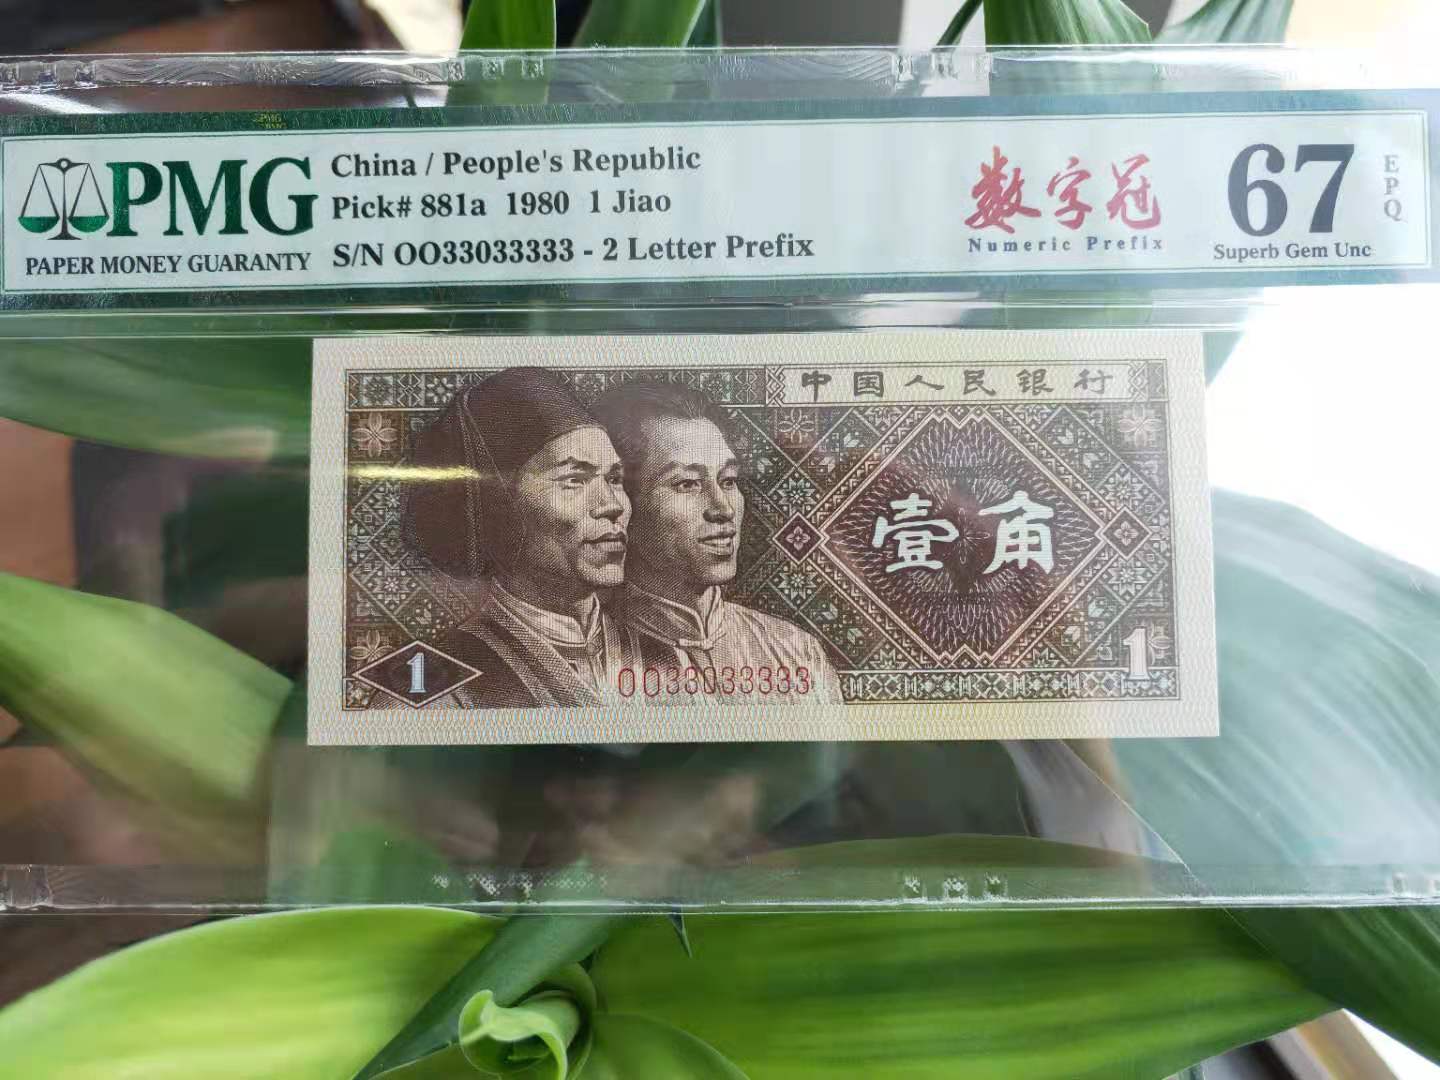 PMG
PAPER MONEY GUARANTY
China / People's Republic
Pick# 881a 1980 1 Jiao
S/N OO33033333 - 2 Letter Prefix
数字冠
Numeric Prefix
67
EPQ
Superb Gem Unc
中国人民银行
壹角
1
OO33033333
1